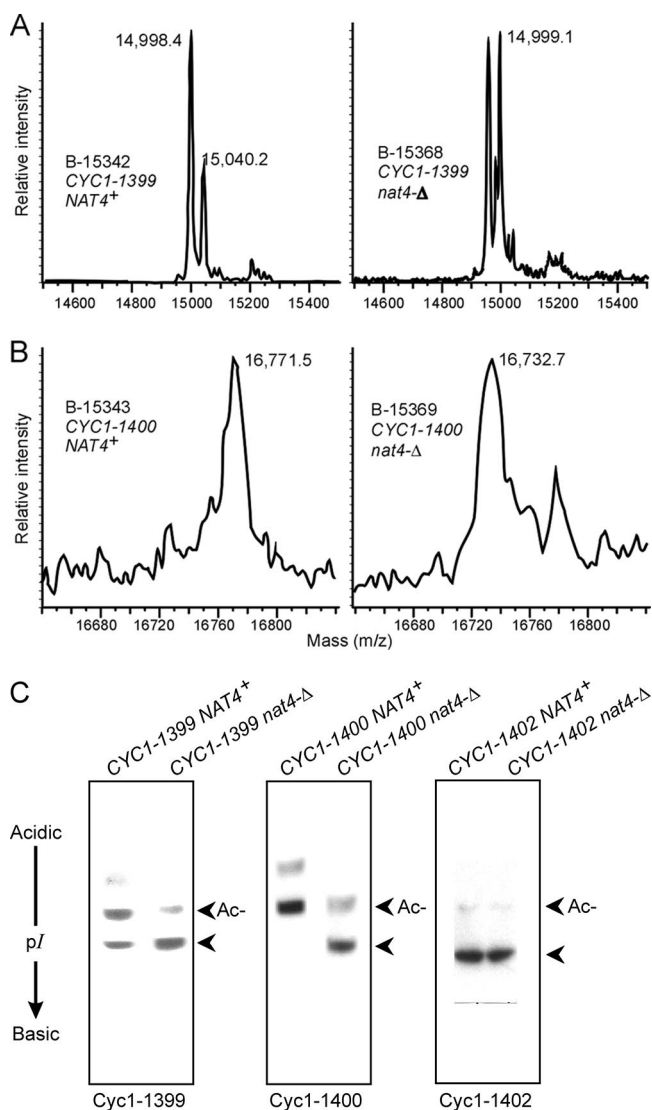 A
Relative intensity
14,998.4
15,040.2
B-15342
CYC1-1399
NAT4+
14600 14800 15000 15200 15400
14,999.1
B-15368
CYC1-1399
nat4-Δ
14600 14800 15000 15200 15400
B
Relative intensity
16,771.5
B-15343
CYC1-1400
NAT4+
16680 16720 16760 16800
16,732.7
B-15369
CYC1-1400
nat4-Δ
16680 16720 16760 16800
Mass (m/z)
C
CYC1-1399 NAT4+
CYC1-1399 nat4-Δ
CYC1-1400 NAT4+
CYC1-1400 nat4-Δ
CYC1-1402 NAT4+
CYC1-1402 nat4-Δ
Acidic
pI
Basic
Ac-
Ac-
Ac-
Cyc1-1399
Cyc1-1400
Cyc1-1402